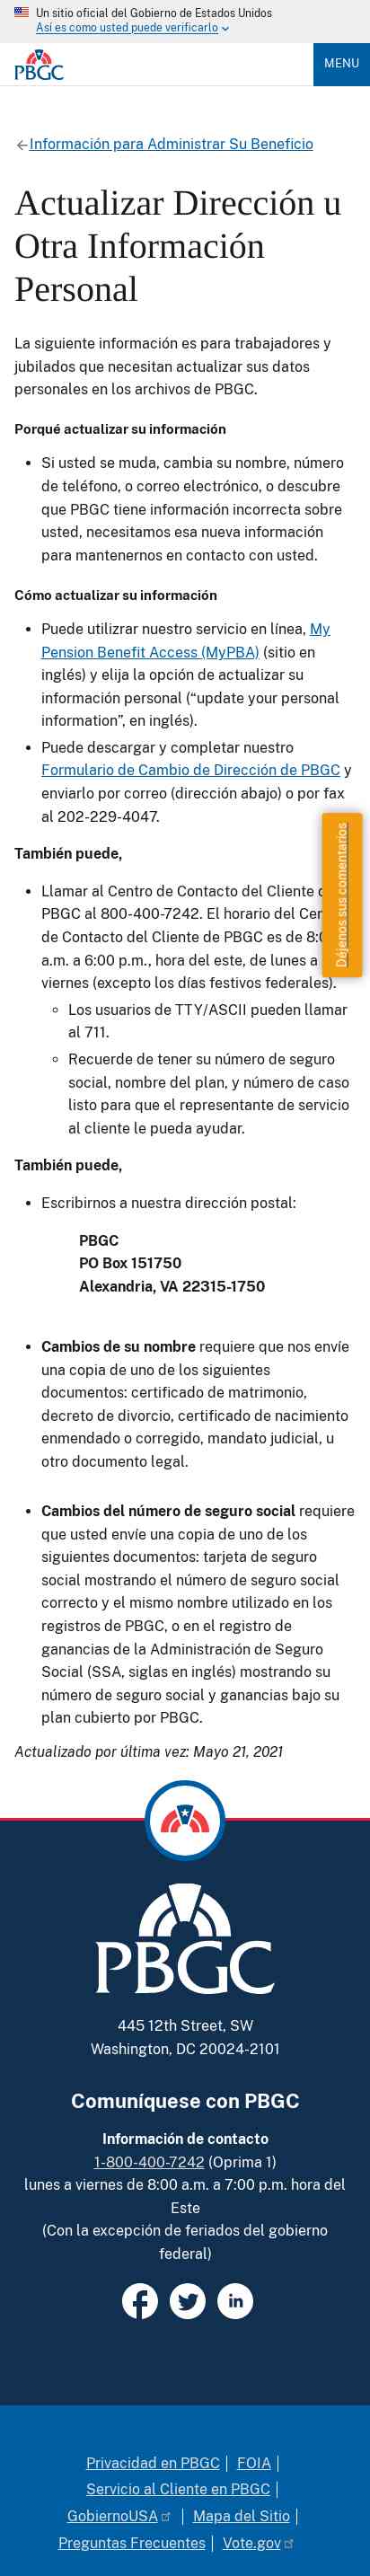 Un sitio oficial del Gobierno de Estados Unidos
Así es como usted puede verificarlo
PBGC
MENU
Información para Administrar Su Beneficio
Actualizar Dirección u
Otra Información
Personal
La siguiente información es para trabajadores y
jubilados que necesitan actualizar sus datos
personales en los archivos de PBGC.
Porqué actualizar su información
Si usted se muda, cambia su nombre, número
de teléfono, o correo electrónico, o descubre
que PBGC tiene información incorrecta sobre
usted, necesitamos esa nueva información
para mantenernos en contacto con usted.
Cómo actualizar su información
Puede utilizrar nuestro servicio en línea, My
Pension Benefit Access (MyPBA) (sitio en
inglés) y elija la opción de actualizar su
información personal (“update your personal
information”, en inglés).
Puede descargar y completar nuestro
Formulario de Cambio de Dirección de PBGC y
enviarlo por correo (dirección abajo) o por fax
al 202-229-4047.
También puede,
Llamar al Centro de Contacto del Cliente
PBGC al 800-400-7242. El horario del
de Contacto del Cliente de PBGC es de
a.m. a 6:00 p.m., hora del este, de lunes a
viernes (excepto los días festivos federales).
Déjenos sus comentarios
Los usuarios de TTY/ASCII pueden llamar
al 711.
Recuerde de tener su número de seguro
social, nombre del plan, y número de caso
listo para que el representante de servicio
al cliente le pueda ayudar.
También puede,
Escribirnos a nuestra dirección postal:
PBGC
PO Box 151750
Alexandria, VA 22315-1750
Cambios de su nombre requiere que nos envíe
una copia de uno de los siguientes
documentos: certificado de matrimonio,
decreto de divorcio, certificado de nacimiento
enmendado o corregido, mandato judicial, u
otro documento legal.
Cambios del número de seguro social requiere
que usted envíe una copia de uno de los
siguientes documentos: tarjeta de seguro
social mostrando el número de seguro social
correcto y el mismo nombre utilizado en los
registros de PBGC, o en el registro de
ganancias de la Administración de Seguro
Social (SSA, siglas en inglés) mostrando su
número de seguro social y ganancias bajo su
plan cubierto por PBGC.
Actualizado por última vez: Mayo 21, 2021
PBGC
445 12th Street, SW
Washington, DC 20024-2101
Comuníquese con PBGC
Información de contacto
1-800-400-7242 (Oprima 1)
lunes a viernes de 8:00 a.m. a 7:00 p.m. hora del
Este
(Con la excepción de feriados del gobierno
federal)
Privacidad en PBGC | FOIA |
Servicio al Cliente en PBGC |
GobiernoUSA | Mapa del Sitio |
Preguntas Frecuentes | Vote.gov